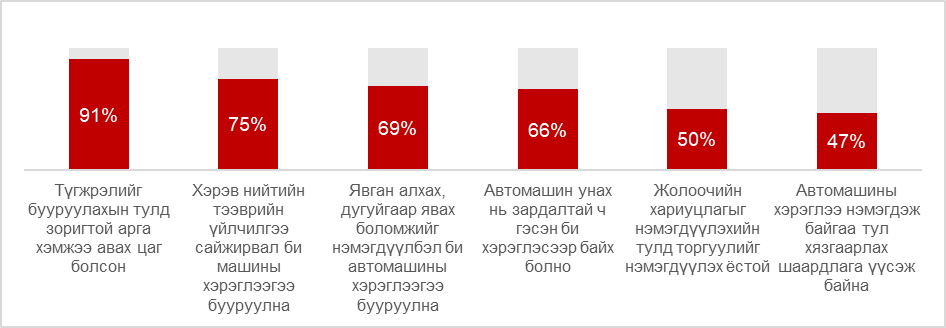 91%
75%
69%
66%
50%
47%
Түгжрэлийг
бууруулахын тулд
зоригтой арга
хэмжээ авах цаг
болсон
Хэрэв нийтийн
тээврийн
үйлчилгээ
сайжирвал би
машины
хэрэглээгээ
бууруулна
Явган алхах,
дугуйгаар явах
боломжийг
нэмэгдүүлбэл би
автомашины
хэрэглээгээ
бууруулна
Автомашин унах
нь зардалтай ч
гэсэн би
хэрэглэсээр байх
болно
Жолоочийн
хариуцлагыг
нэмэгдүүлэхийн
тулд торгуулийг
нэмэгдүүлэх ёстой
Автомашины
хэрэглээ нэмэгдэж
байгаа тул
хязгаарлах
шаардлага үүсэж
байна